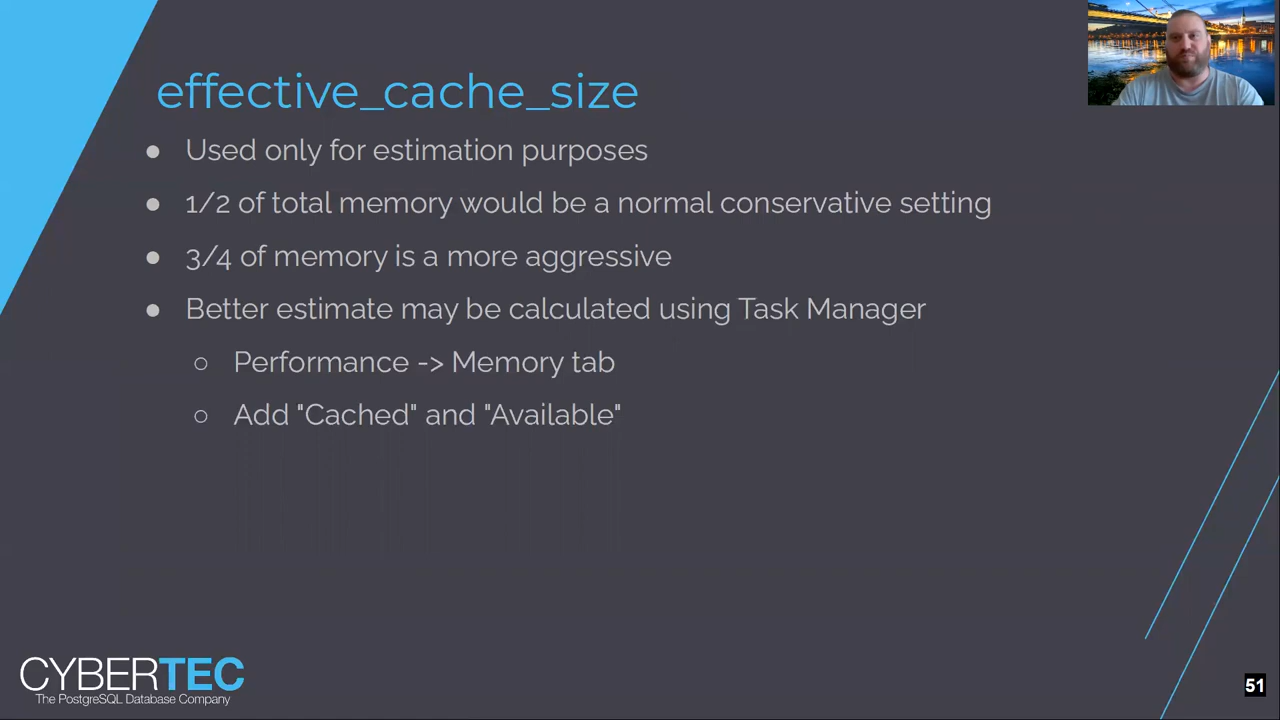 effective_cache_size
● Used only for estimation purposes
● 1/2 of total memory would be a normal conservative setting
● 3/4 of memory is a more aggressive
● Better estimate may be calculated using Task Manager
○ Performance -> Memory tab
○ Add "Cached" and "Available"
CYBERTEC
The PostgreSQL Database Company
51